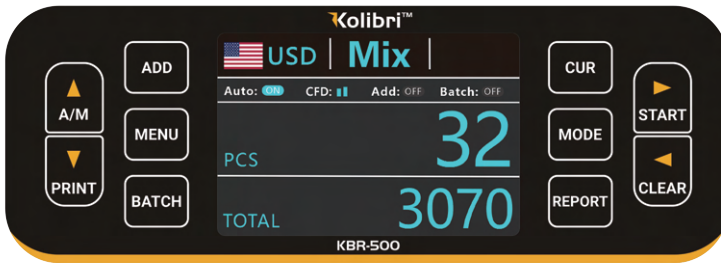 Kolibri™
USD | Mix |
Auto: ON CFD: Add: OFF Batch: OFF
PCS 32
TOTAL 3070
KBR-500
A/M
PRINT
ADD
MENU
BATCH
CUR
MODE
REPORT
START
CLEAR